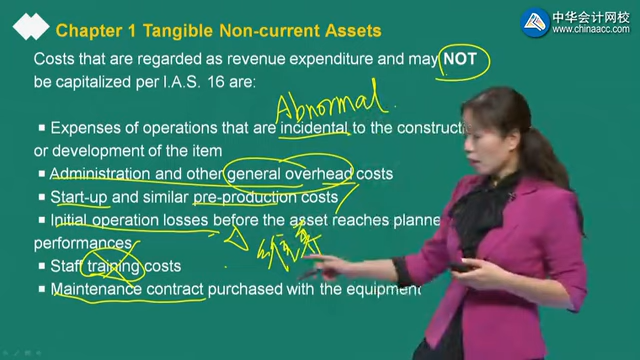 Chapter 1 Tangible Non-current Assets
中华会计网校
www.chinaacc.com
Costs that are regarded as revenue expenditure and may NOT
be capitalized per I.A.S. 16 are:
Abnormal
▪ Expenses of operations that are incidental to the constructi
or development of the item
▪ Administration and other general overhead costs
▪ Start-up and similar pre-production costs
▪ Initial operation losses before the asset reaches planne
performances
▪ Staff training costs
▪ Maintenance contract purchased with the equipment